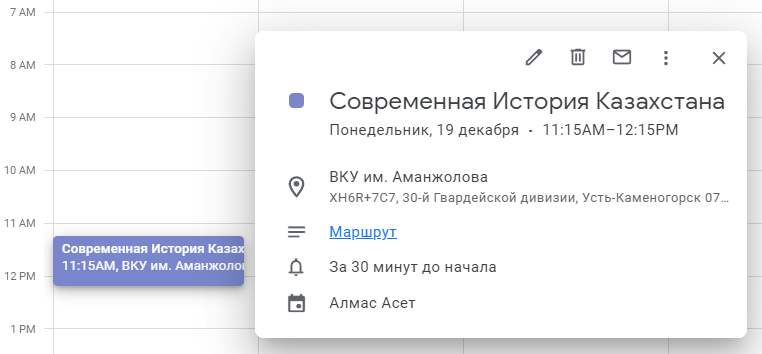 7 AM
8 AM
9 AM
10 AM
11 AM
12 PM
1 PM
Современная История Казах
11:15AM, ВКУ им. Аманжолов
Современная История Казахстана
Понедельник, 19 декабря · 11:15AM–12:15PM
ВКУ им. Аманжолова
XH6R+7C7, 30-й Гвардейской дивизии, Усть-Каменогорск 07...
Маршрут
За 30 минут до начала
Алмас Асет